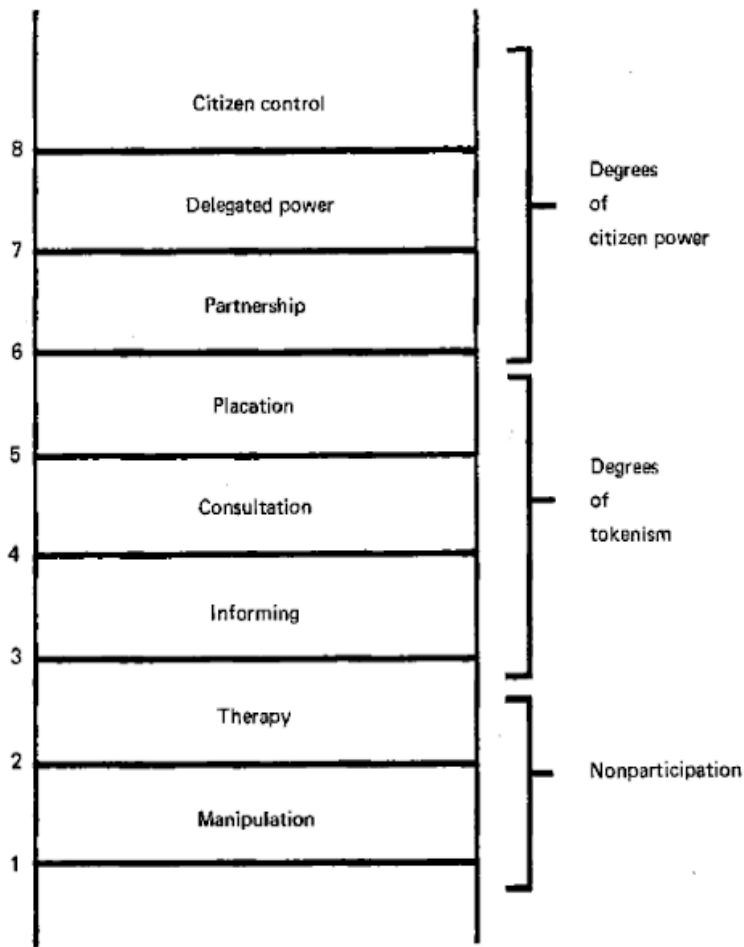 Citizen control
8
Delegated power
7
Partnership
6
Placation
5
Consultation
4
Informing
3
Therapy
2
Manipulation
1
Degrees
of
citizen power
Degrees
of
tokenism
Nonparticipation